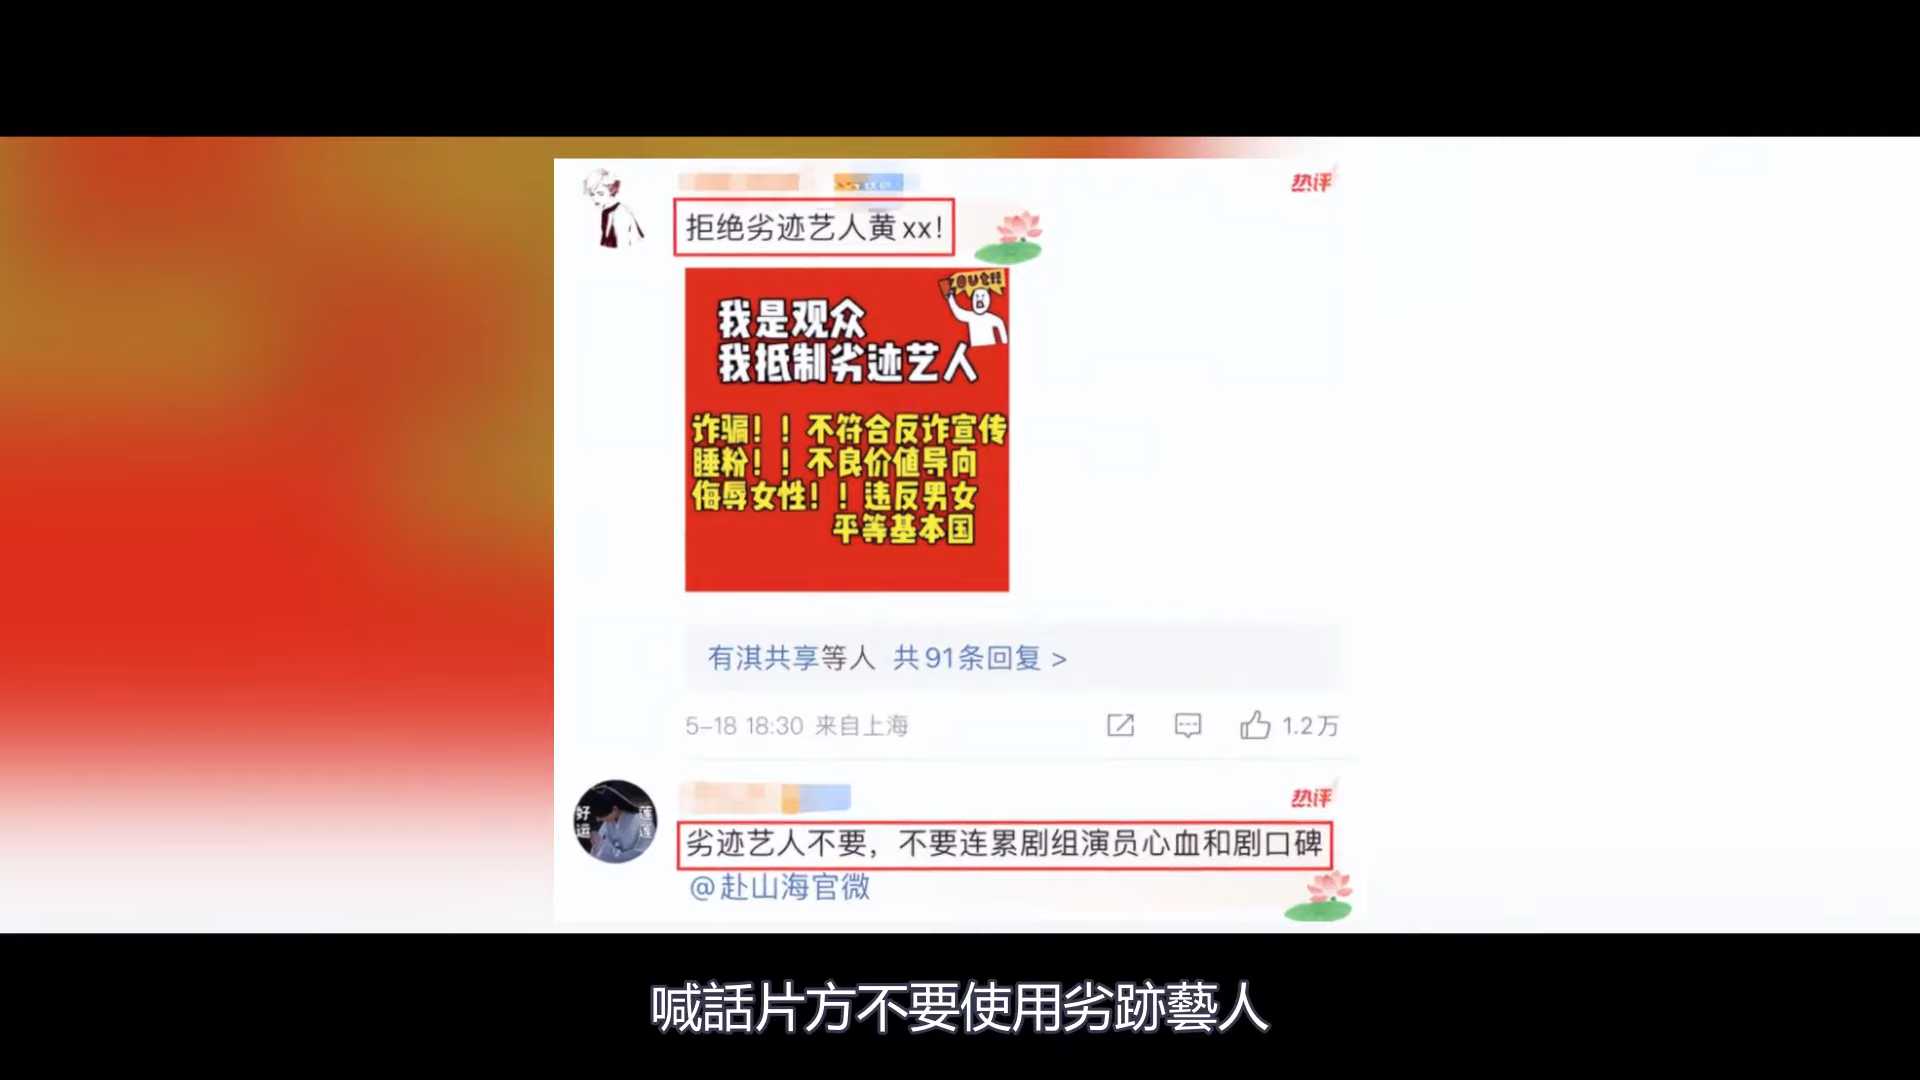 热评
拒绝劣迹艺人黄xx!
我是观众
我抵制劣迹艺人
诈骗！！不符合反诈宣传
睡粉！！不良价值导向
侮辱女性！！违反男女
平等基本国
有淇共享等人 共91条回复 >
5-18 18:30 来自上海
1.2万
好运
莲莲
热评
劣迹艺人不要，不要连累剧组演员心血和剧口碑
@赴山海官微
喊話片方不要使用劣跡藝人